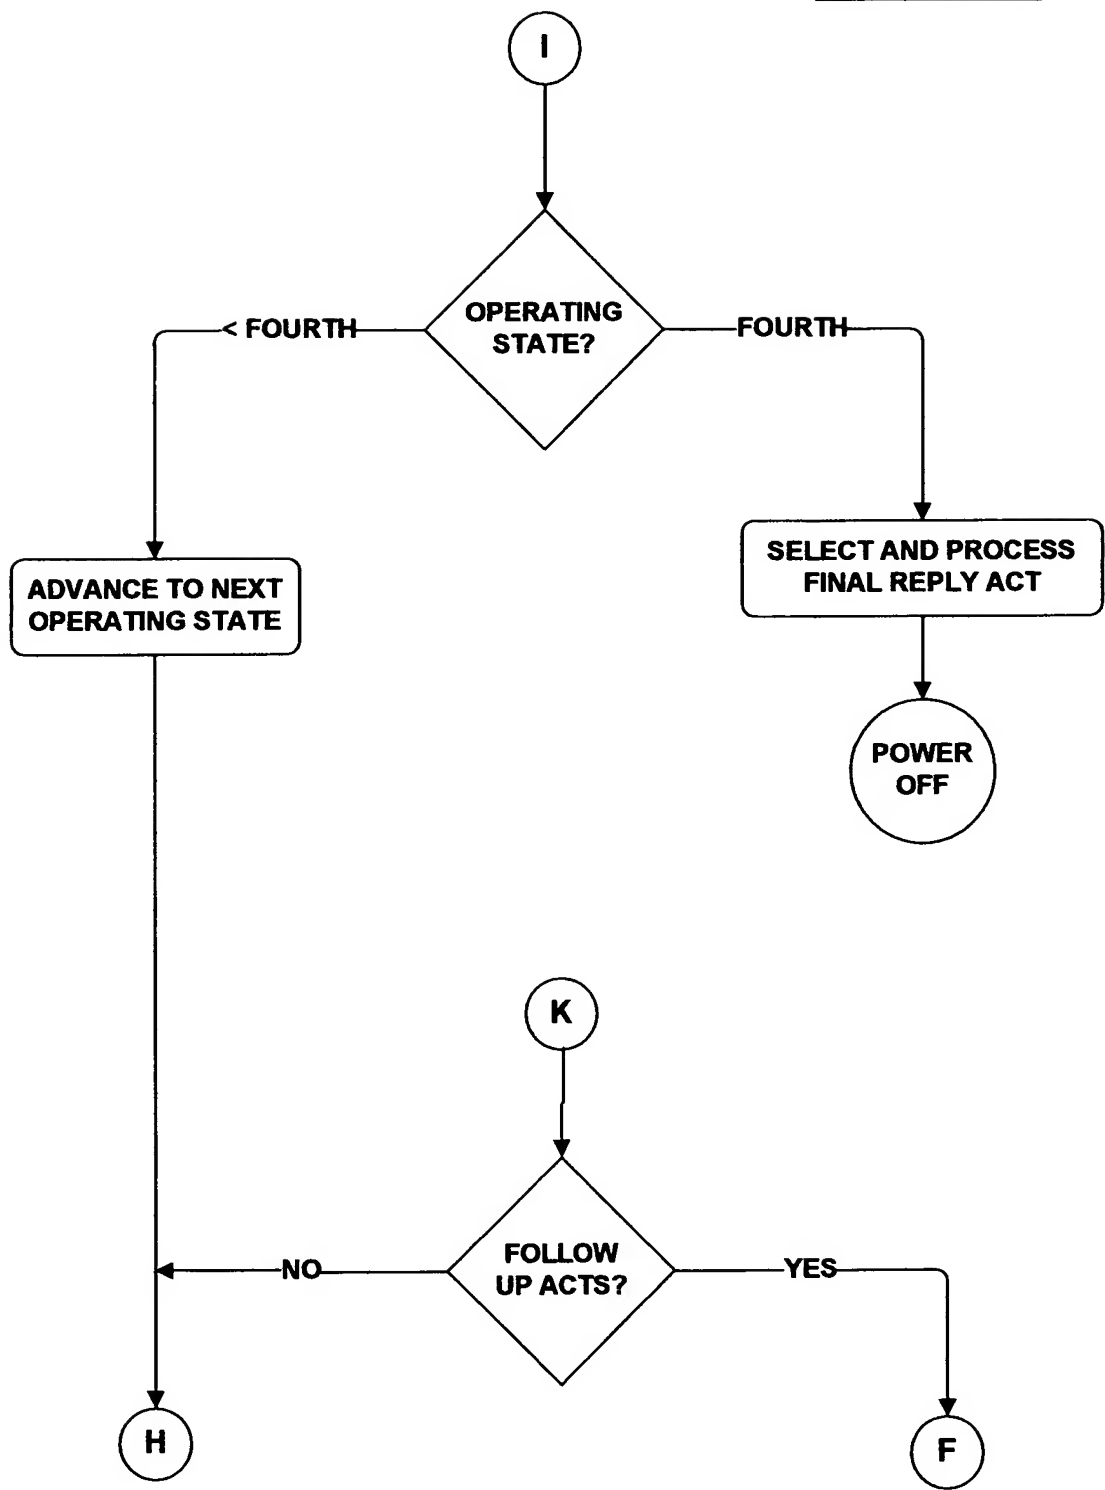 I
OPERATING
STATE?
< FOURTH
FOURTH
SELECT AND PROCESS
FINAL REPLY ACT
ADVANCE TO NEXT
OPERATING STATE
POWER
OFF
K
FOLLOW
UP ACTS?
NO
YES
H
F